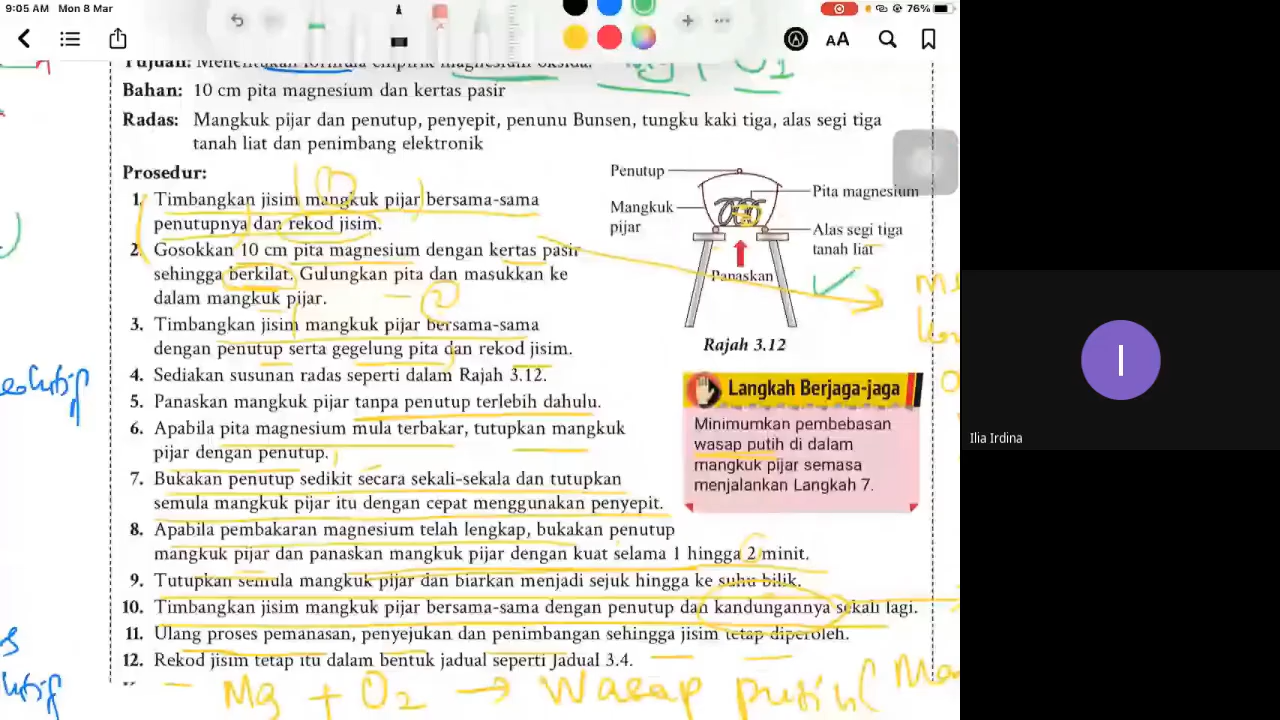 9:05 AM Mon 8 Mar
76%
AA
Tujuan: Menentukan formula empirik magnesium oksida.
Bahan: 10 cm pita magnesium dan kertas pasir
Radas: Mangkuk pijar dan penutup, penyepit, penunu Bunsen, tungku kaki tiga, alas segi tiga
tanah liat dan penimbang elektronik
Prosedur:
1. Timbangkan jisim mangkuk pijar bersama-sama
penutupnya dan rekod jisim.
2. Gosokkan 10 cm pita magnesium dengan kertas pasir
sehingga berkilat. Gulungkan pita dan masukkan ke
dalam mangkuk pijar.
3. Timbangkan jisim mangkuk pijar bersama-sama
dengan penutup serta gegelung pita dan rekod jisim.
4. Sediakan susunan radas seperti dalam Rajah 3.12.
5. Panaskan mangkuk pijar tanpa penutup terlebih dahulu.
6. Apabila pita magnesium mula terbakar, tutupkan mangkuk
pijar dengan penutup.
7. Bukakan penutup sedikit secara sekali-sekala dan tutupkan
semula mangkuk pijar itu dengan cepat menggunakan penyepit.
8. Apabila pembakaran magnesium telah lengkap, bukakan penutup
mangkuk pijar dan panaskan mangkuk pijar dengan kuat selama 1 hingga 2 minit.
9. Tutupkan semula mangkuk pijar dan biarkan menjadi sejuk hingga ke suhu bilik.
10. Timbangkan jisim mangkuk pijar bersama-sama dengan penutup dan kandungannya sekali lagi.
11. Ulang proses pemanasan, penyejukan dan penimbangan sehingga jisim tetap diperoleh.
12. Rekod jisim tetap itu dalam bentuk jadual seperti Jadual 3.4.
Penutup
Pita magnesium
Mangkuk
pijar
Alas segi tiga
tanah liat
Panaskan
Rajah 3.12
Langkah Berjaga-jaga
Minimumkan pembebasan
wasap putih di dalam
mangkuk pijar semasa
menjalankan Langkah 7.
1
2
Mg + O2 → Wasap putih (
I
Ilia Irdina